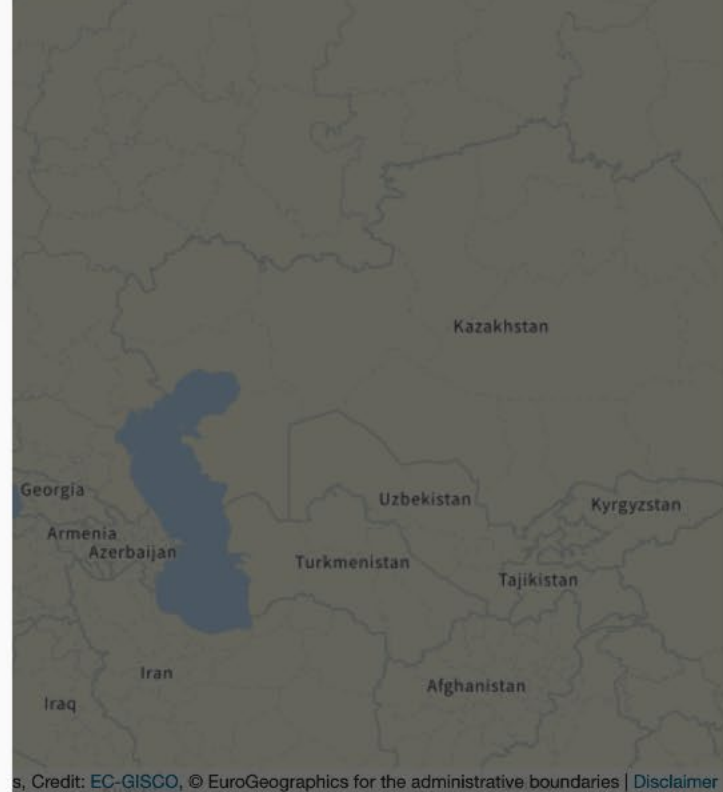 Kazakhstan
Georgia
Uzbekistan
Kyrgyzstan
Armenia
Azerbaijan
Turkmenistan
Tajikistan
Iran
Afghanistan
Iraq
s, Credit: EC-GISCO, © EuroGeographics for the administrative boundaries | Disclaimer